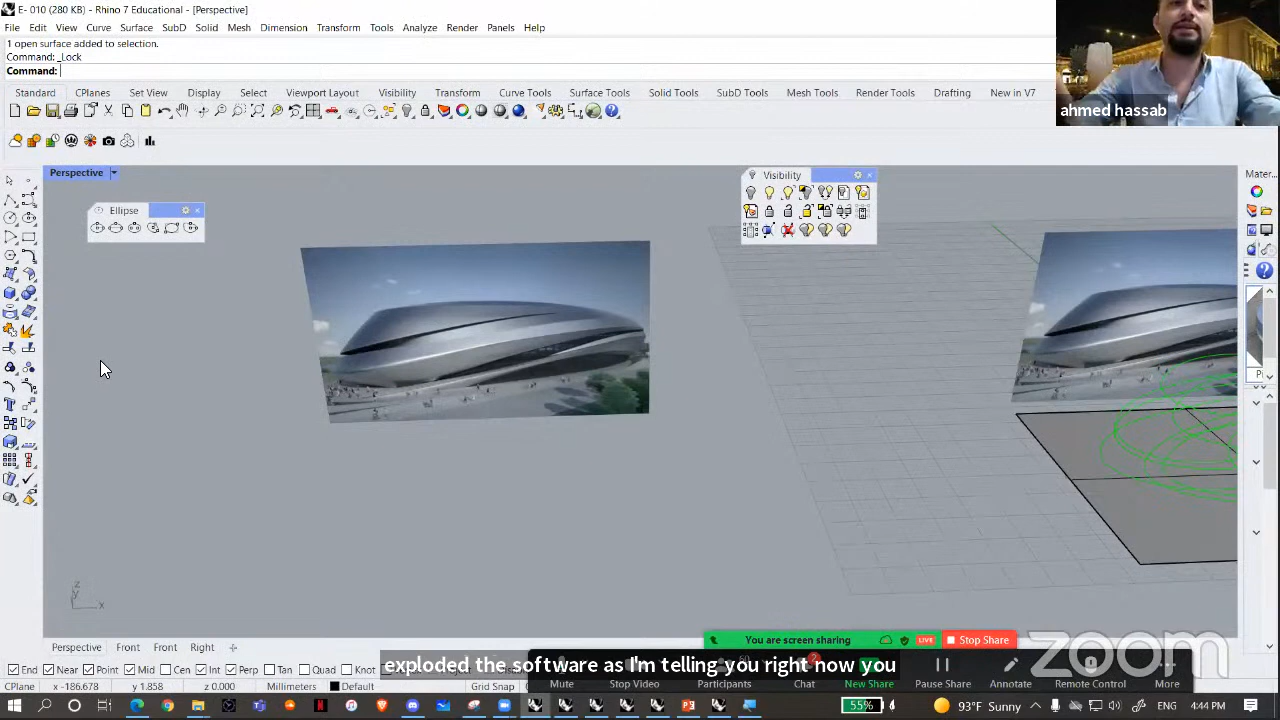 E- 010 (280 KB) - Rhino 7 Educational - [Perspective]
File Edit View Curve Surface SubD Solid Mesh Dimension Transform Tools Analyze Render Panels Help
1 open surface added to selection.
Command: _Lock
Command:
Standard CPlanes Set View Display Select Viewport Layout Visibility Transform Curve Tools Surface Tools Solid Tools SubD Tools Mesh Tools Render Tools Drafting New in V7
ahmed hassab
Perspective
Visibility
Mater...
Ellipse
Pi
z
y
x
You are screen sharing LIVE Stop Share
zoom
Perspective Front Front Right
exploded the software as I'm telling you right now you
End Near Point Mid Cen Int Perp Tan Quad Knot
Mute Stop Video Participants Chat New Share Pause Share Annotate Remote Control More
CPlane x -186.678 y 1.858 z 0.000 Millimeters Default Grid Snap
55% 93°F Sunny 4:44 PM